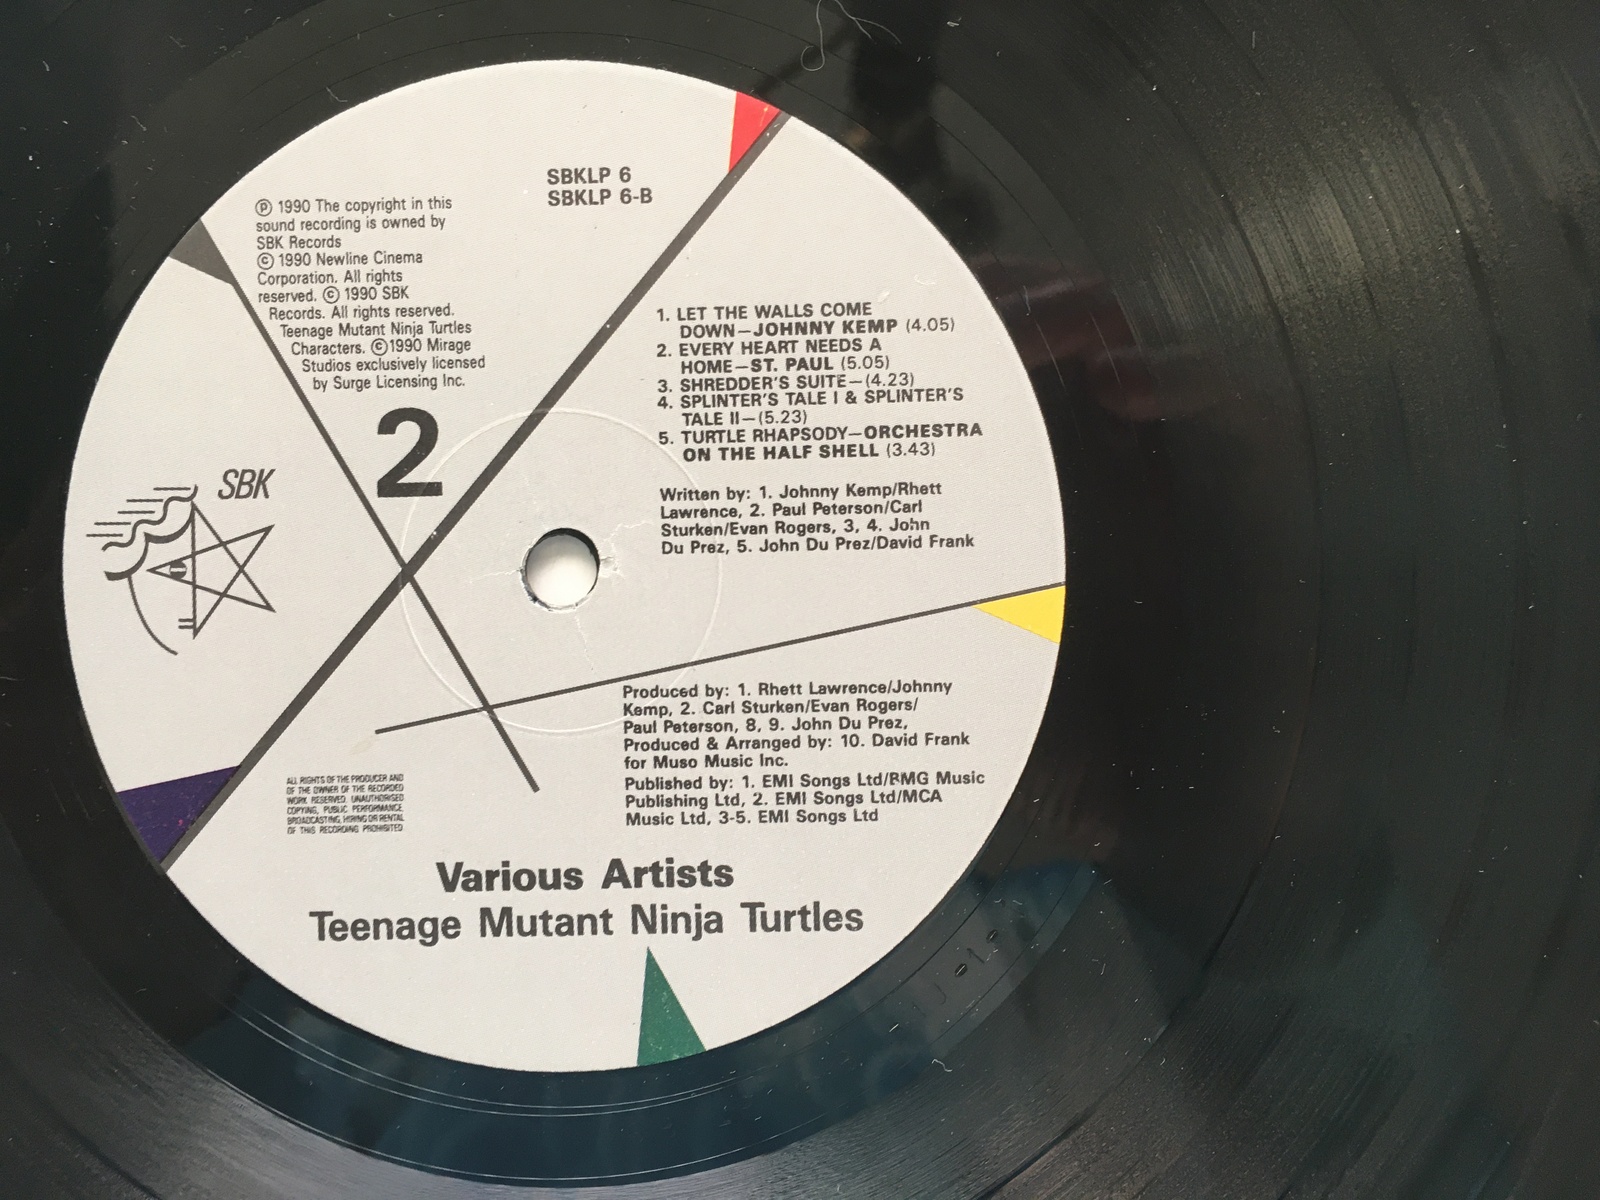 SBKLP 6
SBKLP 6-B
Ⓟ 1990 The copyright in this
sound recording is owned by
SBK Records
© 1990 Newline Cinema
Corporation. All rights
reserved. © 1990 SBK
Records. All rights reserved.
Teenage Mutant Ninja Turtles
Characters. © 1990 Mirage
Studios exclusively licensed
by Surge Licensing Inc.
2
SBK
1. LET THE WALLS COME
DOWN—JOHNNY KEMP (4.05)
2. EVERY HEART NEEDS A
HOME—ST. PAUL (5.05)
3. SHREDDER'S SUITE—(4.23)
4. SPLINTER'S TALE I & SPLINTER'S
TALE II—(5.23)
5. TURTLE RHAPSODY—ORCHESTRA
ON THE HALF SHELL (3.43)
Written by: 1. Johnny Kemp/Rhett
Lawrence, 2. Paul Peterson/Carl
Sturken/Evan Rogers, 3, 4. John
Du Prez, 5. John Du Prez/David Frank
Produced by: 1. Rhett Lawrence/Johnny
Kemp, 2. Carl Sturken/Evan Rogers/
Paul Peterson, 8, 9. John Du Prez,
Produced & Arranged by: 10. David Frank
for Muso Music Inc.
Published by: 1. EMI Songs Ltd/BMG Music
Publishing Ltd, 2. EMI Songs Ltd/MCA
Music Ltd, 3-5. EMI Songs Ltd
ALL RIGHTS OF THE PRODUCER AND
OF THE OWNER OF THE RECORDED
WORK RESERVED. UNAUTHORISED
COPYING, PUBLIC PERFORMANCE,
BROADCASTING, HIRING OR RENTAL
OF THIS RECORDING PROHIBITED
Various Artists
Teenage Mutant Ninja Turtles